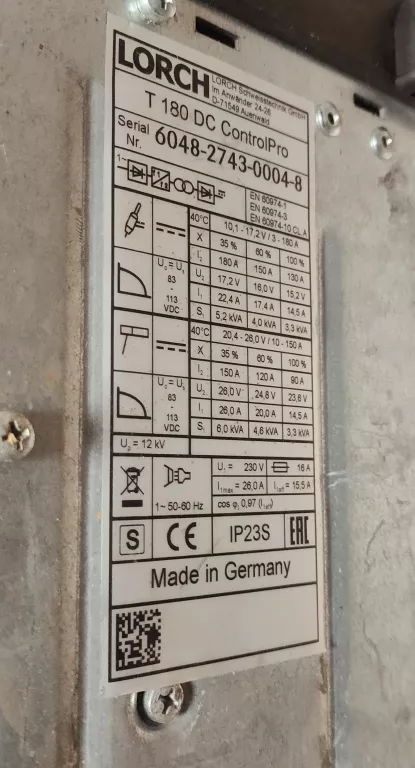 LORCH
LORCH Schweisstechnik GmbH
Im Anwänder 24-26
D-71549 Auenwald
T 180 DC ControlPro
Serial Nr. 6048-2743-0004-8
1~ f1 f2
EN 60974-1
EN 60974-3
EN 60974-10 CL.A
40°C 10,1 - 17,2 V / 3 - 180 A
X 35 % 60 % 100 %
I2 180 A 150 A 130 A
U0 = US 83 - 113 VDC
U2 17,2 V 16,0 V 15,2 V
I1 22,4 A 17,4 A 14,5 A
S1 5,2 kVA 4,0 kVA 3,3 kVA
40°C 20,4 - 26,0 V / 10 - 150 A
X 35 % 60 % 100 %
I2 150 A 120 A 90 A
U0 = US 83 - 113 VDC
U2 26,0 V 24,8 V 23,6 V
I1 26,0 A 20,0 A 14,5 A
S1 6,0 kVA 4,6 kVA 3,3 kVA
Up = 12 kV
U1 = 230 V 16 A
I1max = 26,0 A I1eff = 15,5 A
1~ 50-60 Hz cos φ1 0,97 (I1eff)
S CE IP23S EAC
Made in Germany